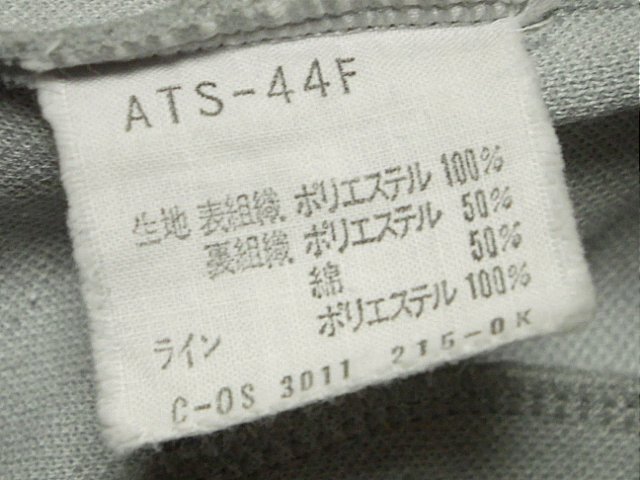 ATS-44F
生地 表組織 ポリエステル 100%
裏組織 ポリエステル 50%
綿 50%
ライン ポリエステル 100%
C-OS 3011 215-0K